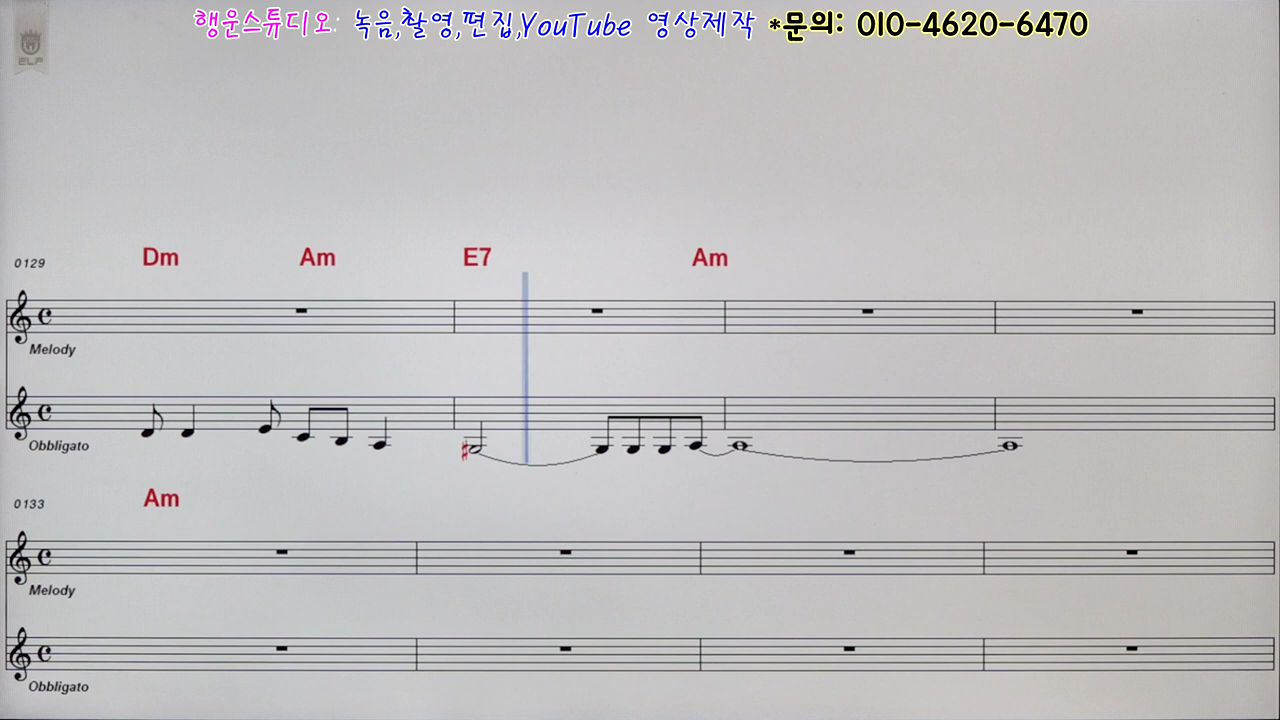 행운스튜디오 녹음,촬영,편집,YouTube 영상제작 *문의: 010-4620-6470
ELF
0129 Dm Am E7 Am
Melody
Obbligato
0133 Am
Melody
Obbligato